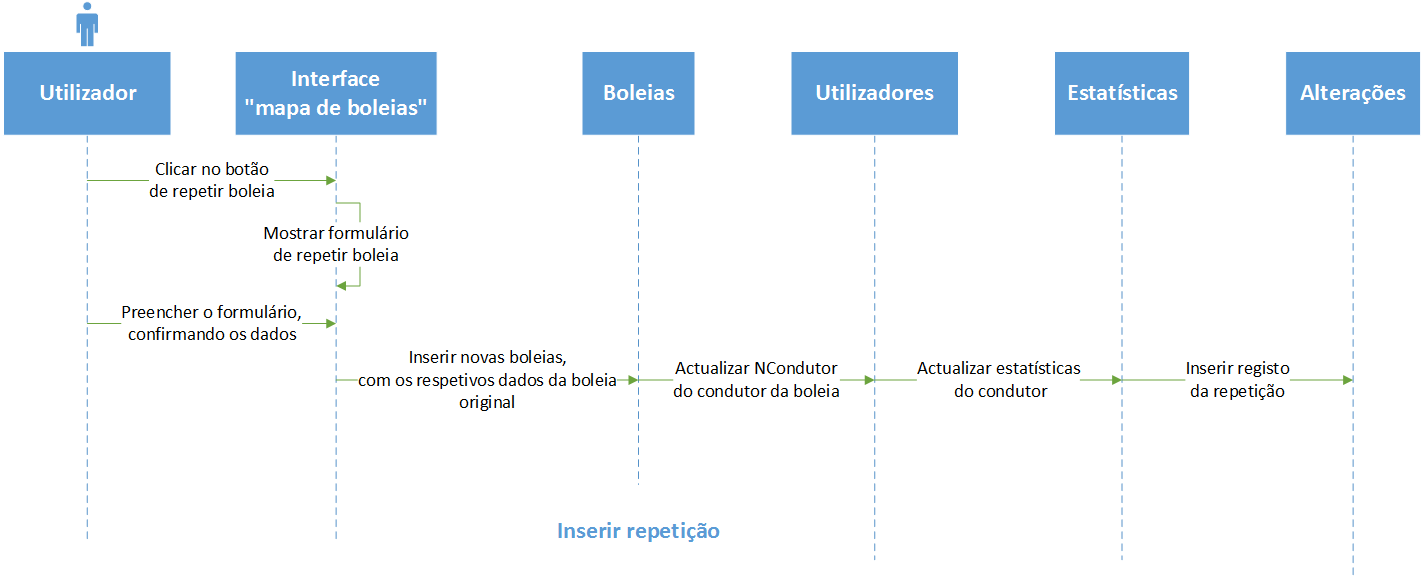 Utilizador
Interface
"mapa de boleias"
Boleias
Utilizadores
Estatísticas
Alterações
Clicar no botão
de repetir boleia
Mostrar formulário
de repetir boleia
Preencher o formulário,
confirmando os dados
Inserir novas boleias,
com os respetivos dados da boleia
original
Actualizar NCondutor
do condutor da boleia
Actualizar estatísticas
do condutor
Inserir registo
da repetição
Inserir repetição